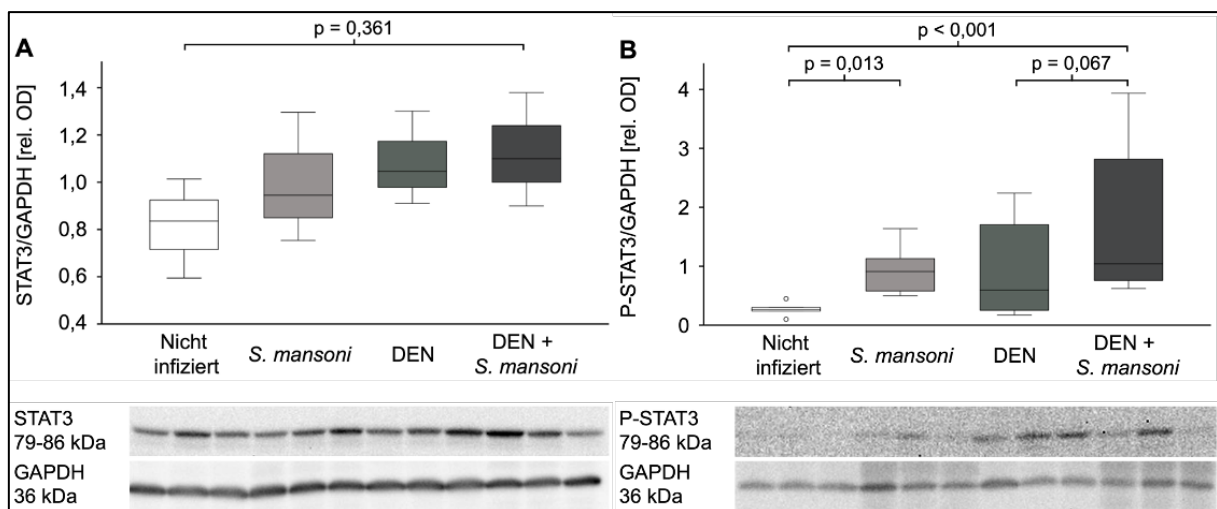 A
p = 0,361
STAT3/GAPDH [rel. OD]
1,4
1,2
1,0
0,8
0,6
0,4
Nicht
infiziert
S. mansoni
DEN
DEN +
S. mansoni
STAT3
79-86 kDa
GAPDH
36 kDa
B
p < 0,001
p = 0,013
p = 0,067
P-STAT3/GAPDH [rel. OD]
4
3
2
1
0
Nicht
infiziert
S. mansoni
DEN
DEN +
S. mansoni
P-STAT3
79-86 kDa
GAPDH
36 kDa